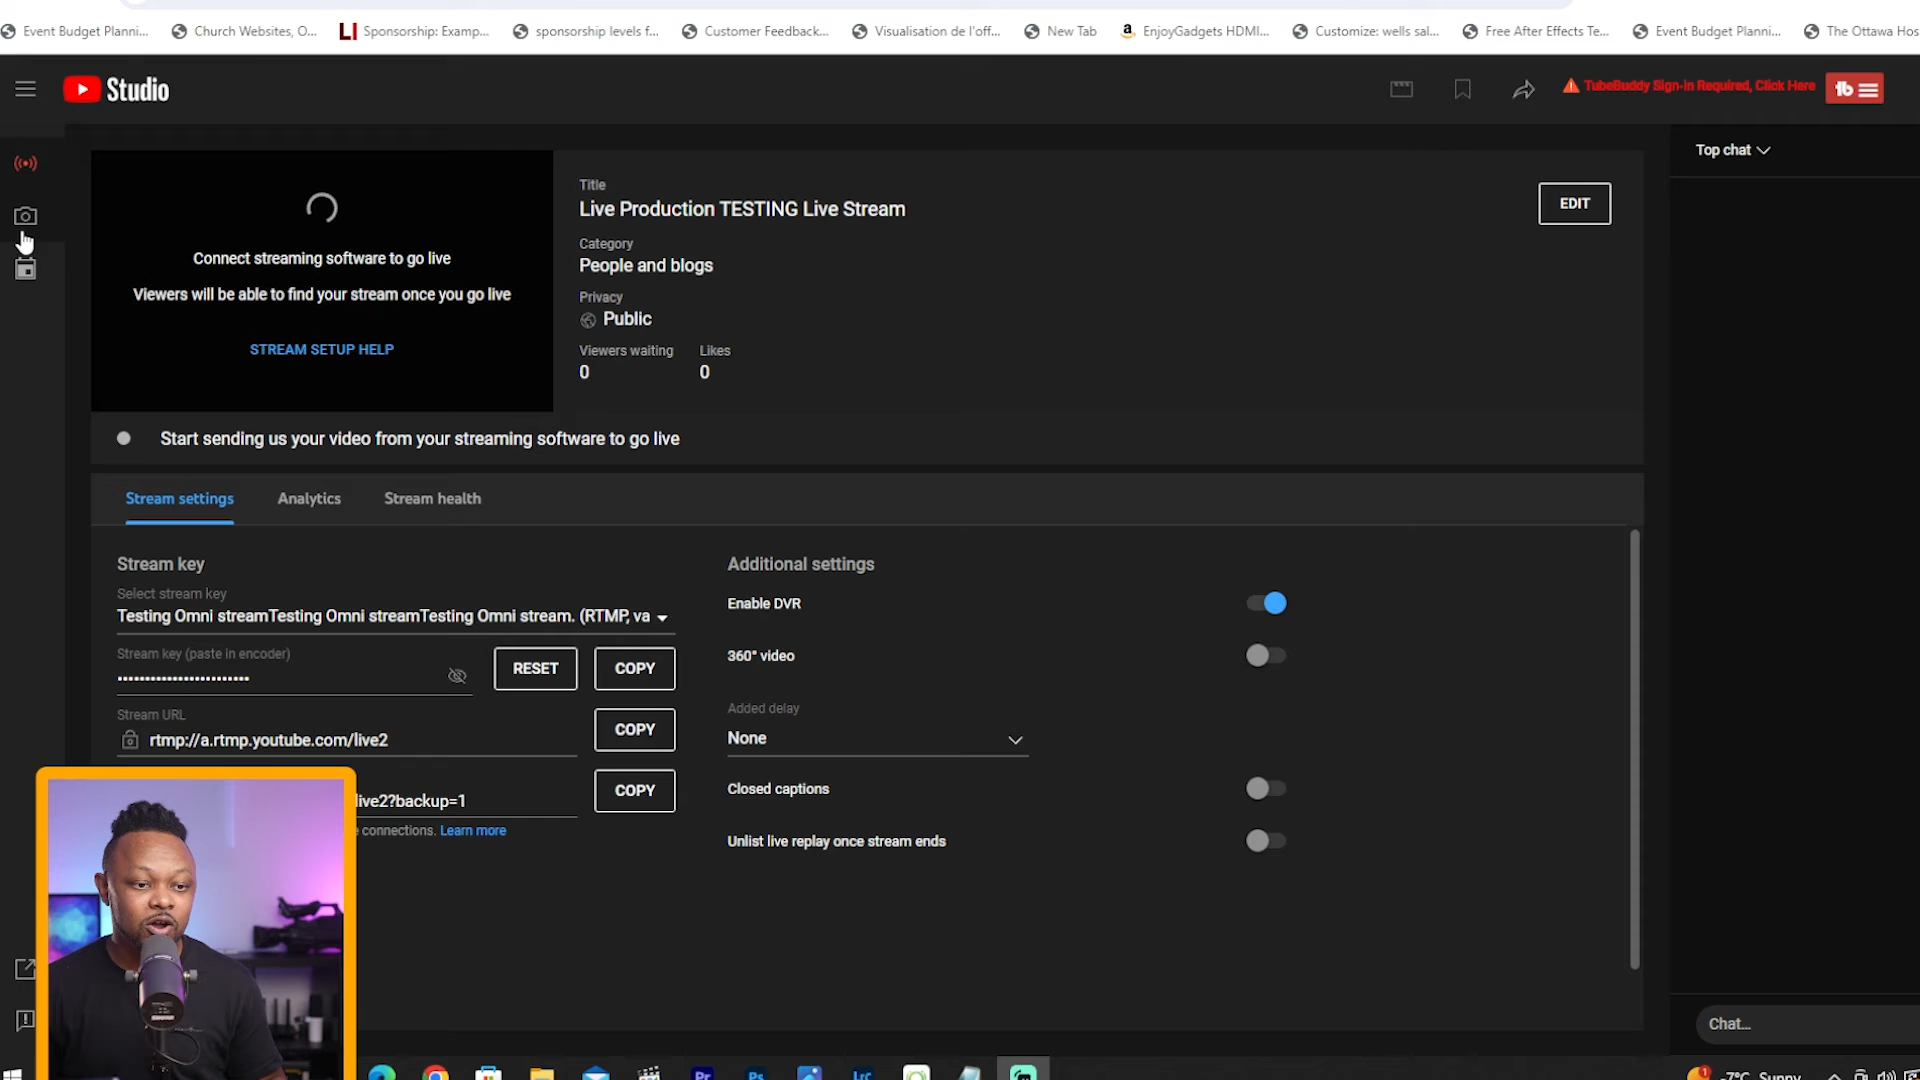 Event Budget Planni...
Church Websites, O...
Sponsorship: Examp...
sponsorship levels f...
Customer Feedback...
Visualisation de l'off...
New Tab
EnjoyGadgets HDMI...
Customize: wells sal...
Free After Effects Te...
Event Budget Planni...
The Ottawa Hos
Studio
TubeBuddy Sign-in Required, Click Here
tb
Connect streaming software to go live
Viewers will be able to find your stream once you go live
STREAM SETUP HELP
Title
Live Production TESTING Live Stream
EDIT
Category
People and blogs
Privacy
Public
Viewers waiting
Likes
0
0
Top chat
Start sending us your video from your streaming software to go live
Stream settings
Analytics
Stream health
Stream key
Select stream key
Testing Omni streamTesting Omni streamTesting Omni stream. (RTMP, va
Stream key (paste in encoder)
••••••••••••••••••••••••
RESET
COPY
Stream URL
rtmp://a.rtmp.youtube.com/live2
COPY
live2?backup=1
COPY
connections. Learn more
Additional settings
Enable DVR
360° video
Added delay
None
Closed captions
Unlist live replay once stream ends
Chat...
Pr
Ps
Lrc
1
-7°C Sunny